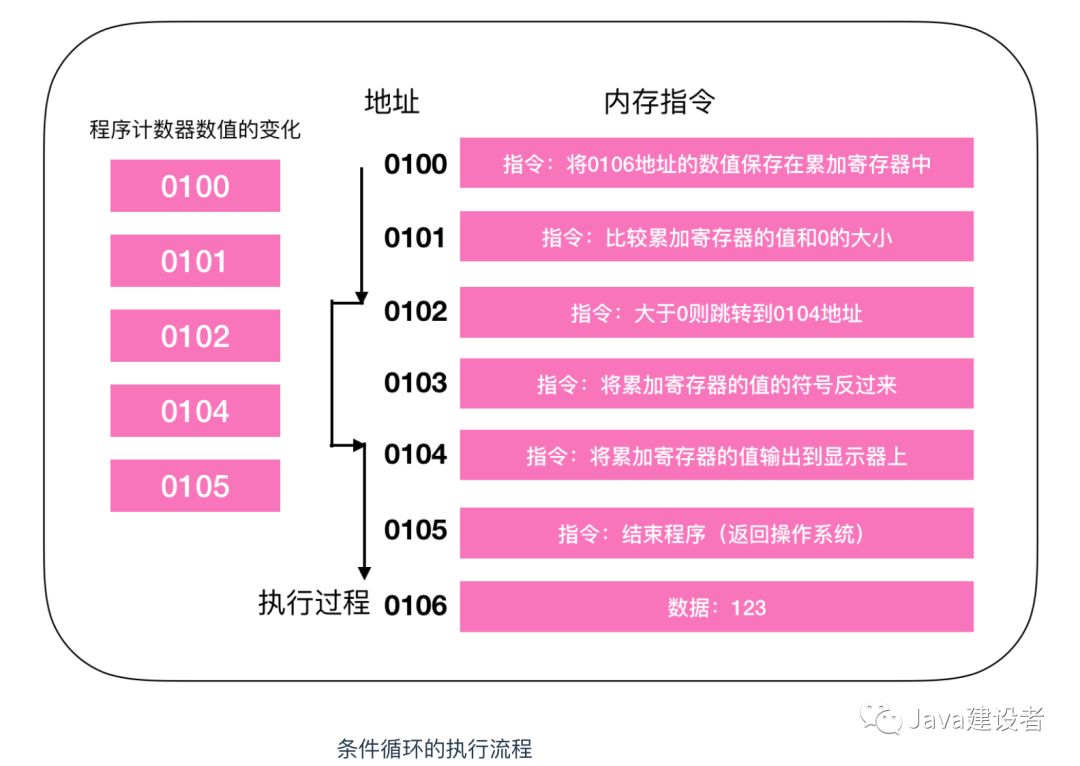 地址 内存指令
程序计数器数值的变化
0100
0101
0102
0104
0105
0100 指令：将0106地址的数值保存在累加寄存器中
0101 指令：比较累加寄存器的值和0的大小
0102 指令：大于0则跳转到0104地址
0103 指令：将累加寄存器的值的符号反过来
0104 指令：将累加寄存器的值输出到显示器上
0105 指令：结束程序（返回操作系统）
执行过程 0106 数据：123
Java建设者
条件循环的执行流程